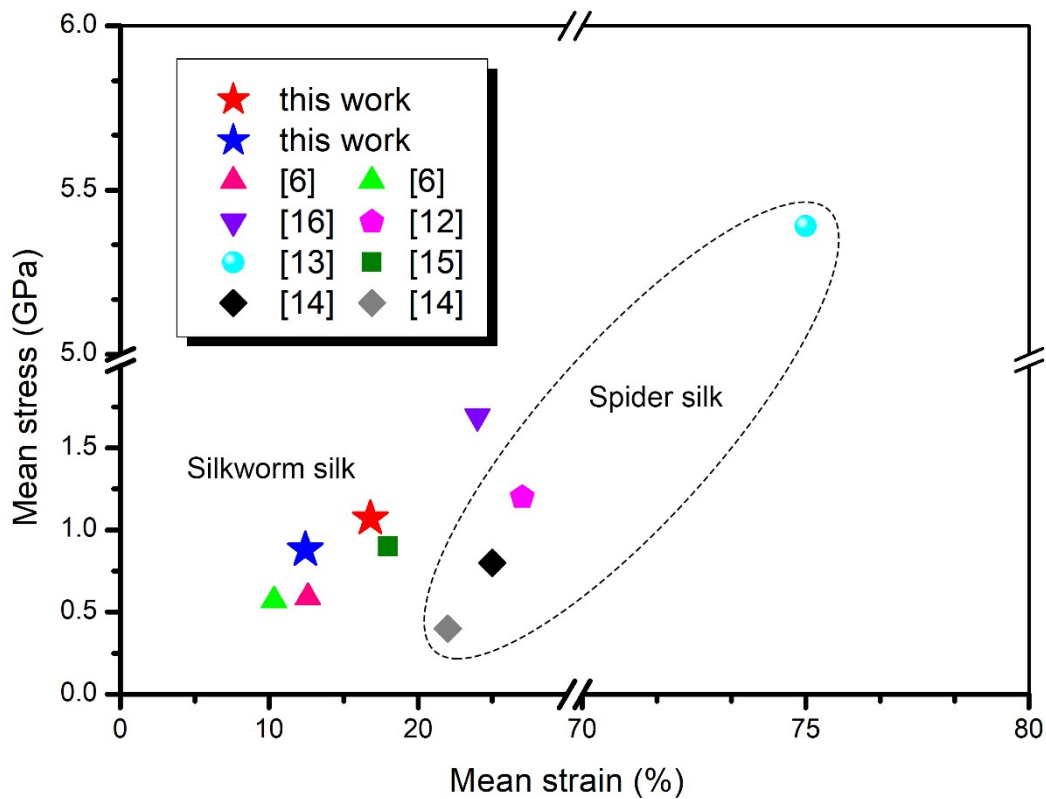 6.0
5.5
5.0
1.5
1.0
0.5
0.0
Mean stress (GPa)
this work
this work
[6] [6]
[16] [12]
[13] [15]
[14] [14]
Spider silk
Silkworm silk
0 10 20 70 75 80
Mean strain (%)